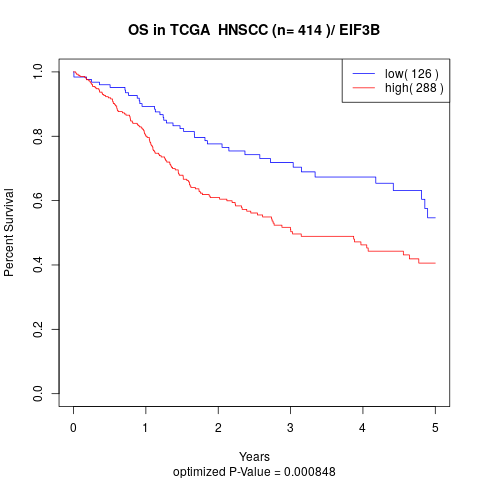 OS in TCGA  HNSCC (n= 414 )/ EIF3B
low( 126 )
high( 288 )
Percent Survival
1.0
0.8
0.6
0.4
0.2
0.0
0 1 2 3 4 5
Years
optimized P-Value = 0.000848